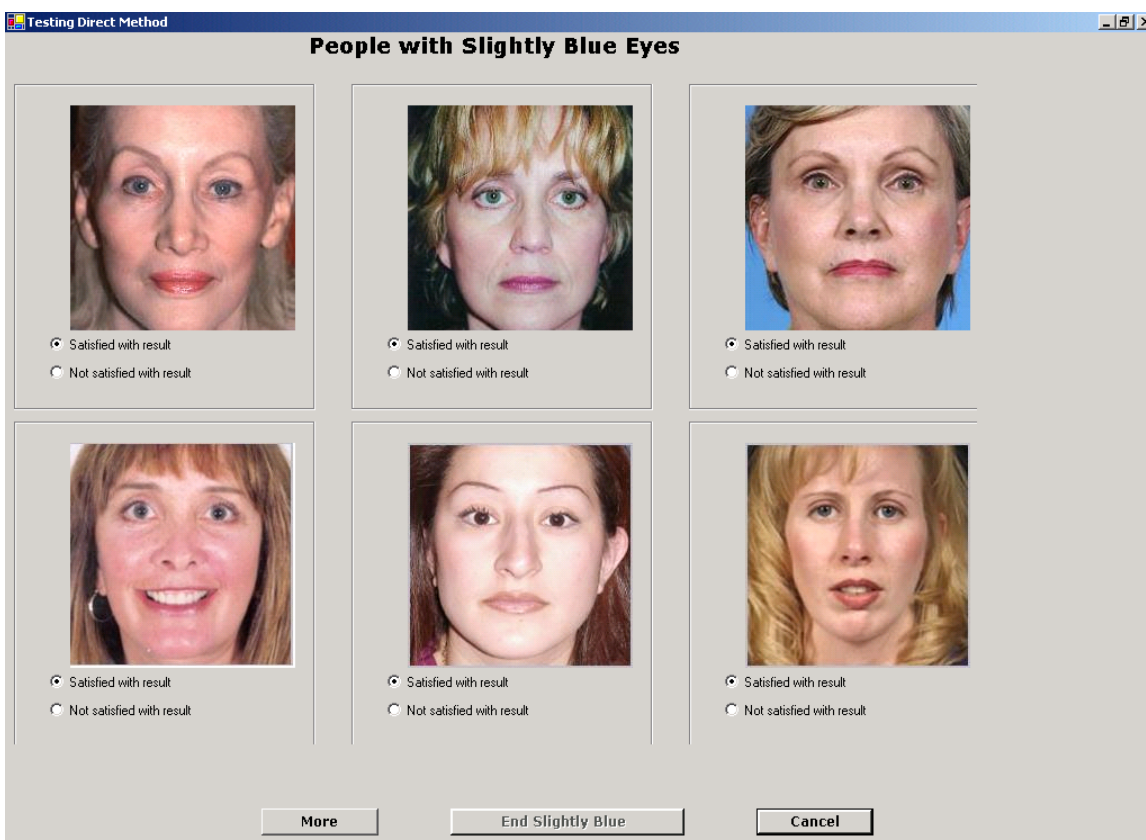 Testing Direct Method
People with Slightly Blue Eyes
Satisfied with result
Not satisfied with result
Satisfied with result
Not satisfied with result
Satisfied with result
Not satisfied with result
Satisfied with result
Not satisfied with result
Satisfied with result
Not satisfied with result
Satisfied with result
Not satisfied with result
More
End Slightly Blue
Cancel